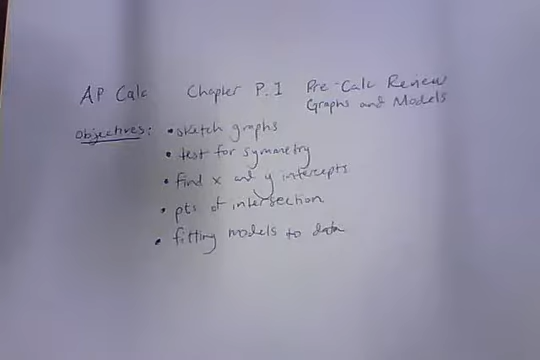 AP Calc Chapter P.1 Pre-Calc Review
Graphs and Models
Objectives: • sketch graphs
• test for symmetry
• find x and y intercepts
• pts of intersection
• fitting models to data